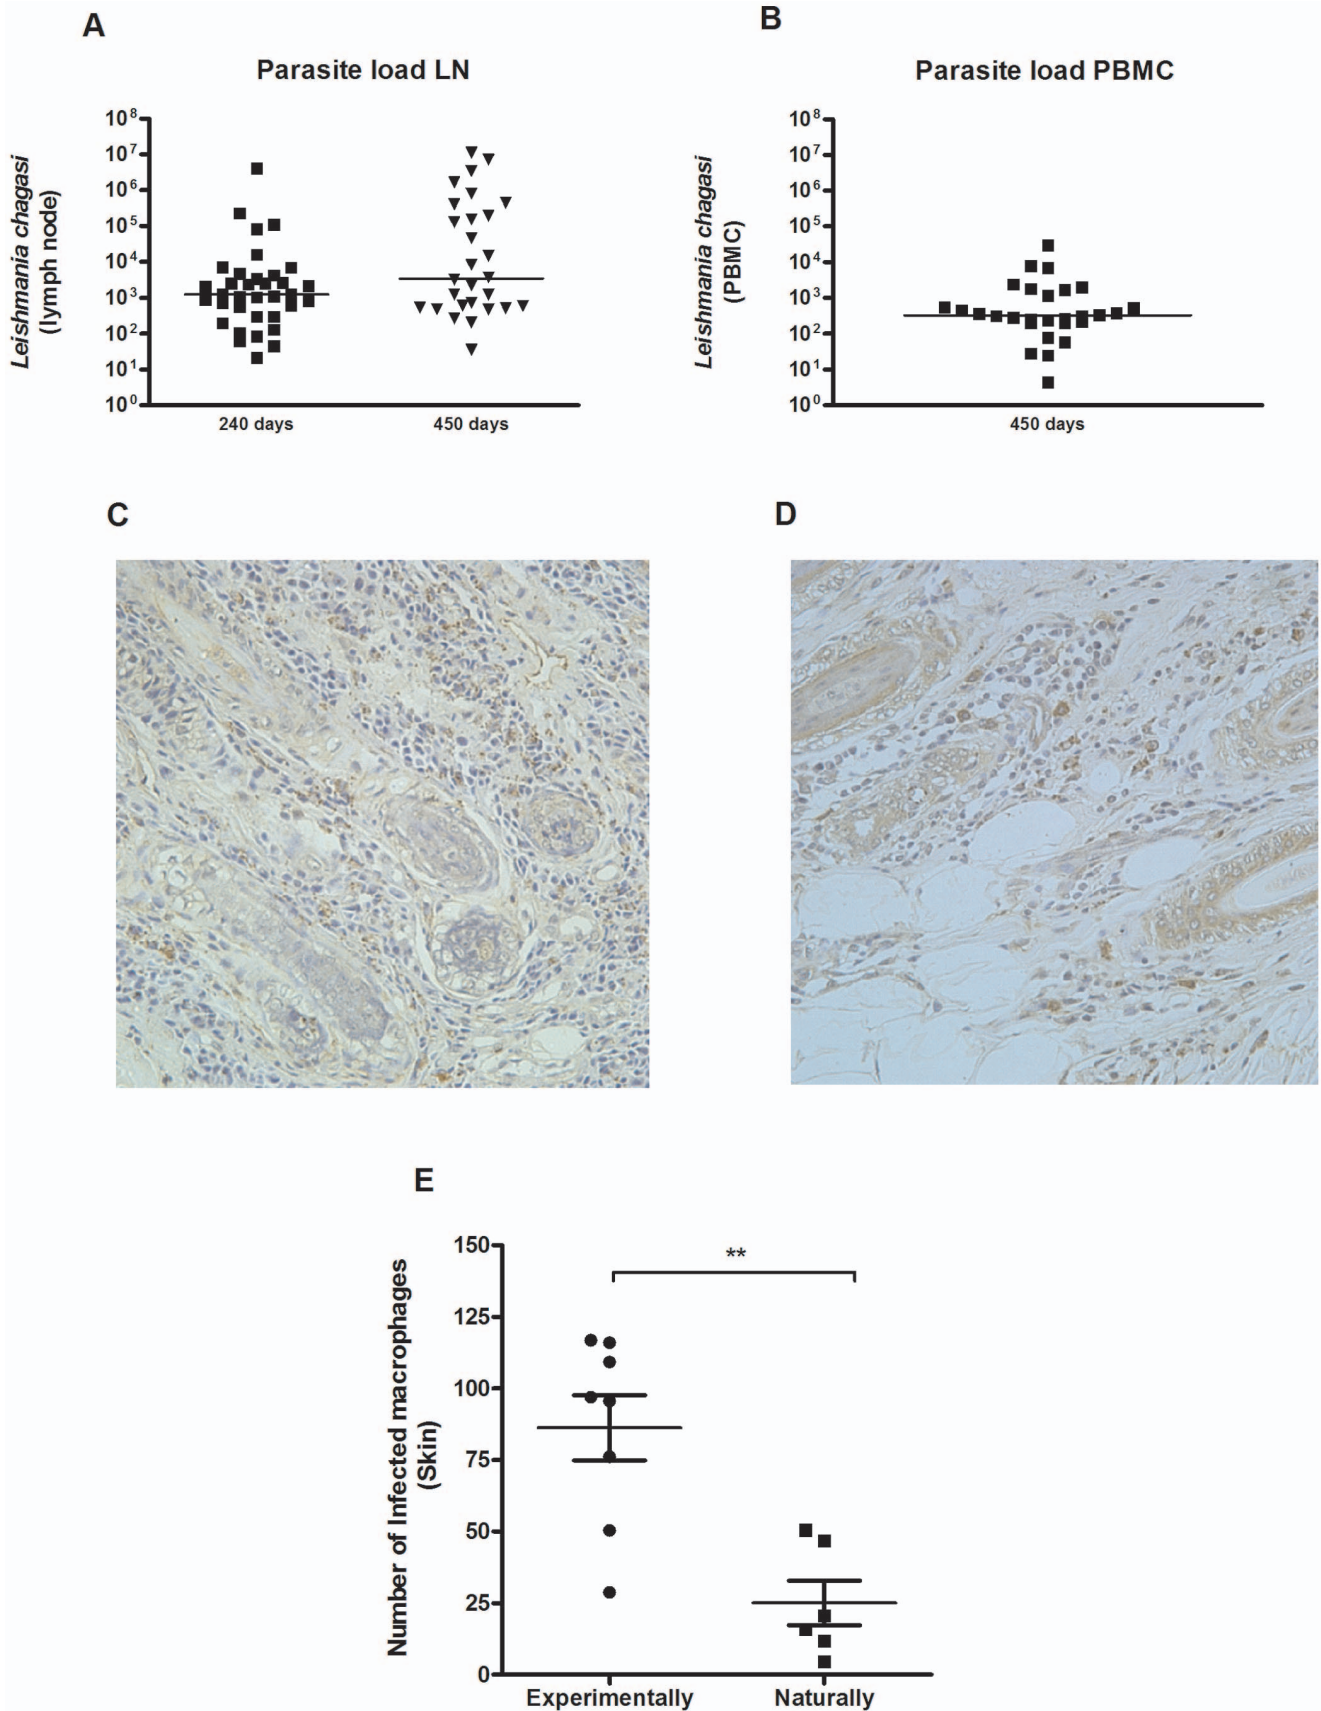 A
Parasite load LN
Leishmania chagasi
(lymph node)
10⁸
10⁷
10⁶
10⁵
10⁴
10³
10²
10¹
10⁰
240 days
450 days
B
Parasite load PBMC
Leishmania chagasi
(PBMC)
10⁸
10⁷
10⁶
10⁵
10⁴
10³
10²
10¹
10⁰
450 days
C
D
E
Number of Infected macrophages
(Skin)
150
125
100
75
50
25
0
**
Experimentally
Naturally